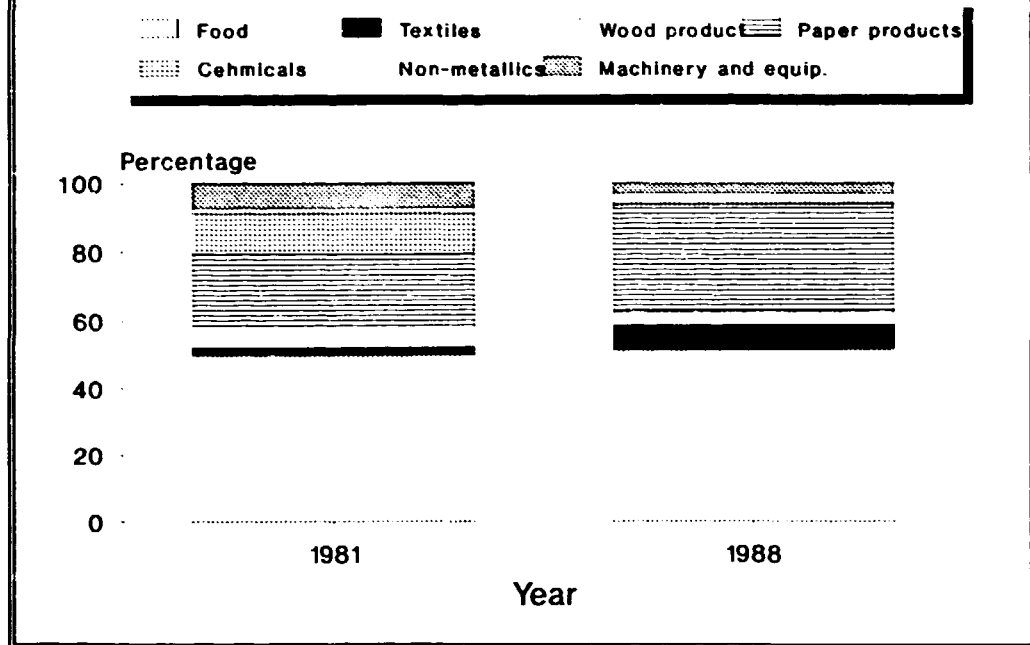 Food Textiles Wood product Paper products
Cehmicals Non-metallics Machinery and equip.
Percentage
100
80
60
40
20
0
1981 1988
Year